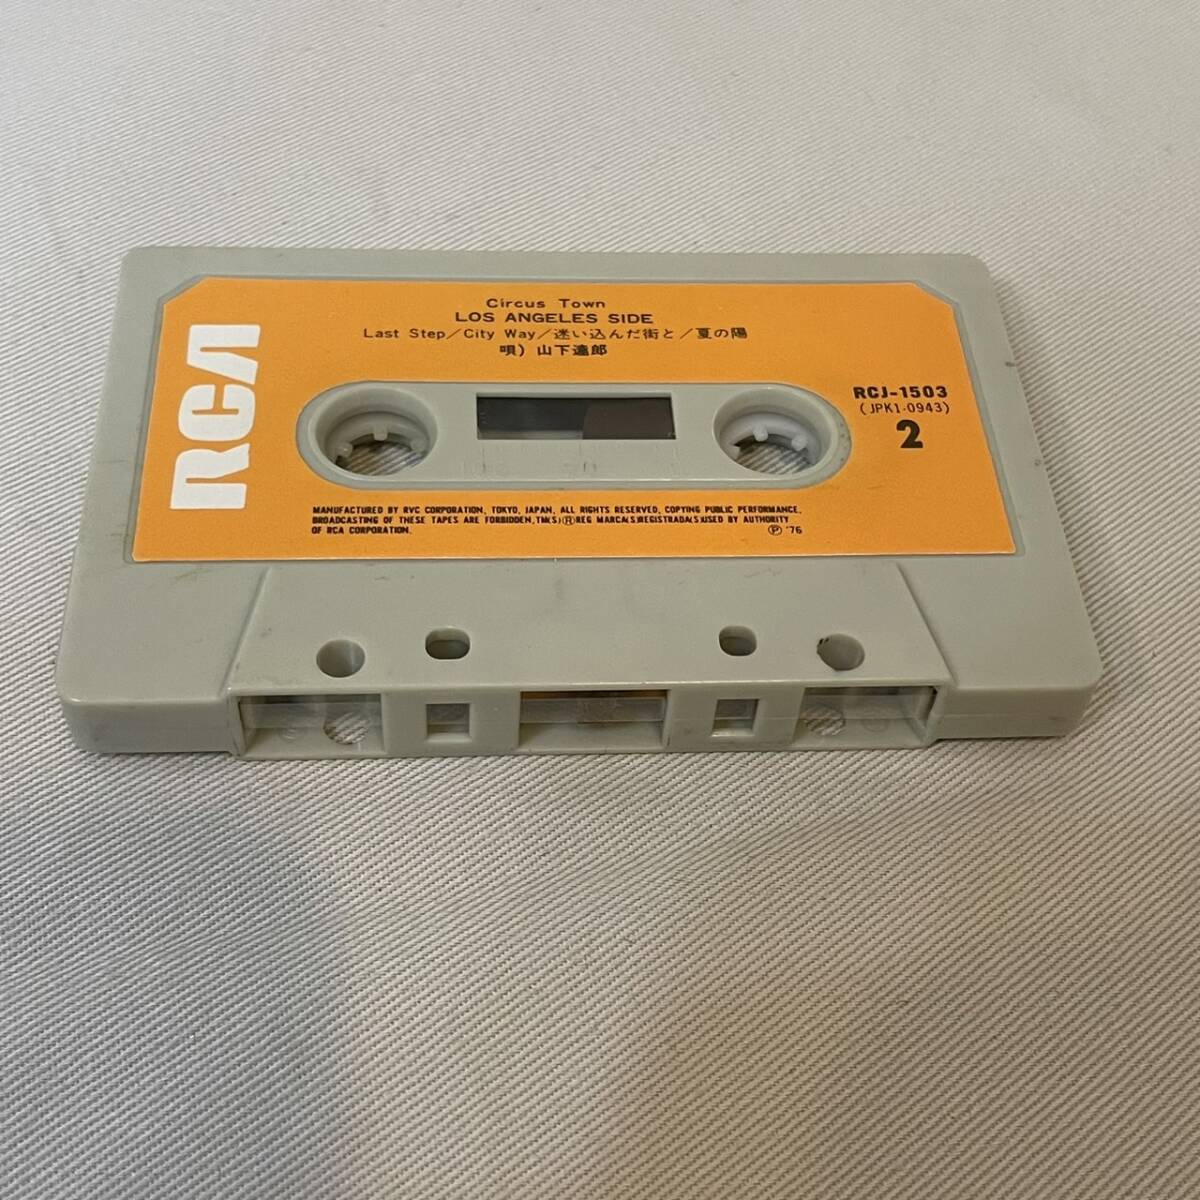 RCA
Circus Town
LOS ANGELES SIDE
Last Step/City Way/迷い込んだ街と/夏の陽
唄) 山下達郎
RCJ-1503
(JPK1-0943)
2
MANUFACTURED BY RVC CORPORATION, TOKYO, JAPAN, ALL RIGHTS RESERVED, COPYING PUBLIC PERFORMANCE,
BROADCASTING OF THESE TAPES ARE FORBIDDEN,TM(S)Ⓡ REG MARCA(S)REGISTRADA(S)USED BY AUTHORITY
OF RCA CORPORATION.
Ⓟ '76